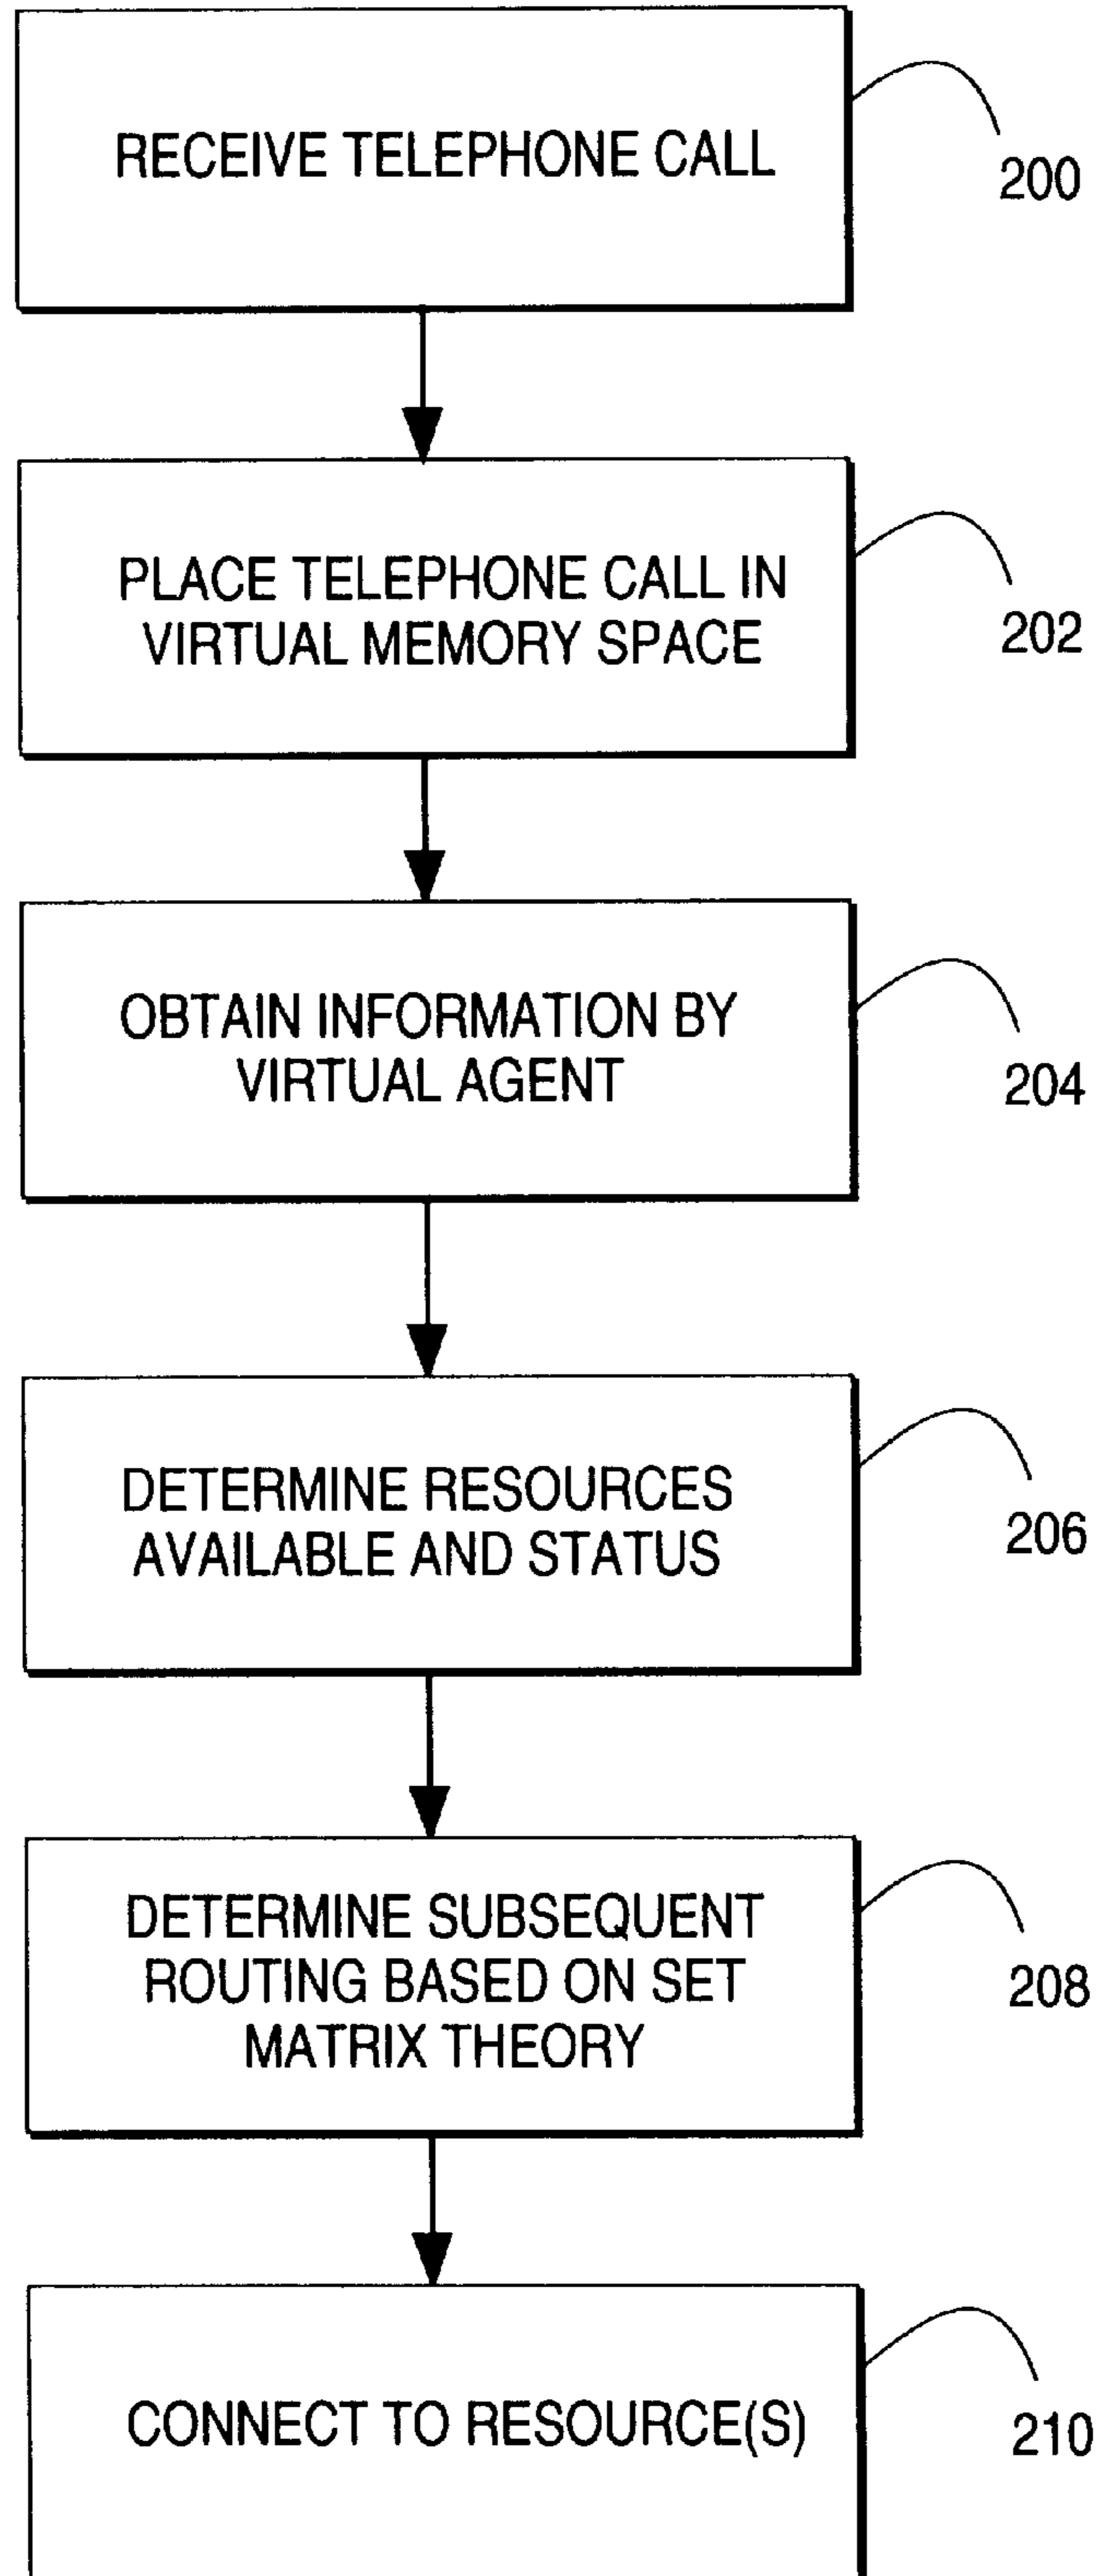 RECEIVE TELEPHONE CALL
200
PLACE TELEPHONE CALL IN
VIRTUAL MEMORY SPACE
202
OBTAIN INFORMATION BY
VIRTUAL AGENT
204
DETERMINE RESOURCES
AVAILABLE AND STATUS
206
DETERMINE SUBSEQUENT
ROUTING BASED ON SET
MATRIX THEORY
208
CONNECT TO RESOURCE(S)
210